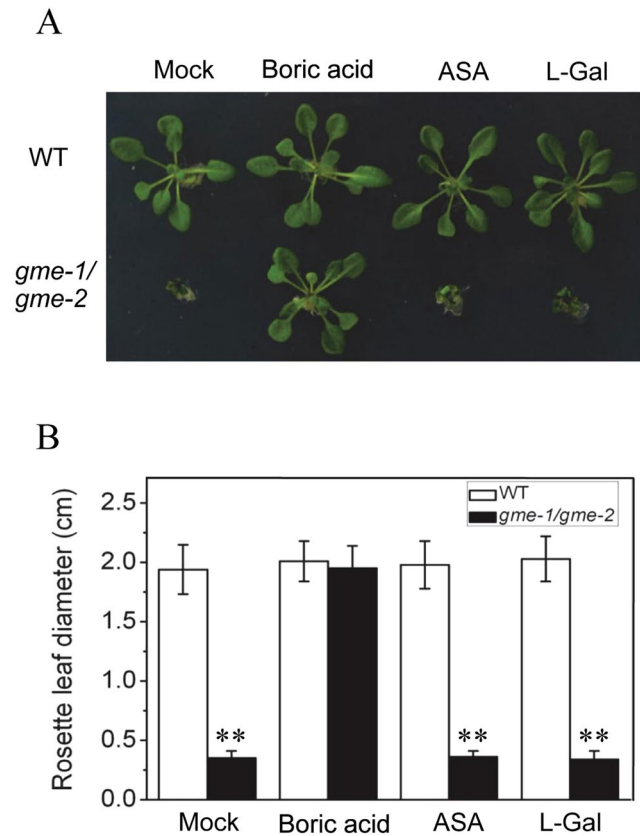 A
Mock Boric acid ASA L-Gal
WT
gme-1/
gme-2
B
Rosette leaf diameter (cm)
2.5
2.0
1.5
1.0
0.5
0.0
WT
gme-1/gme-2
** ** **
Mock Boric acid ASA L-Gal